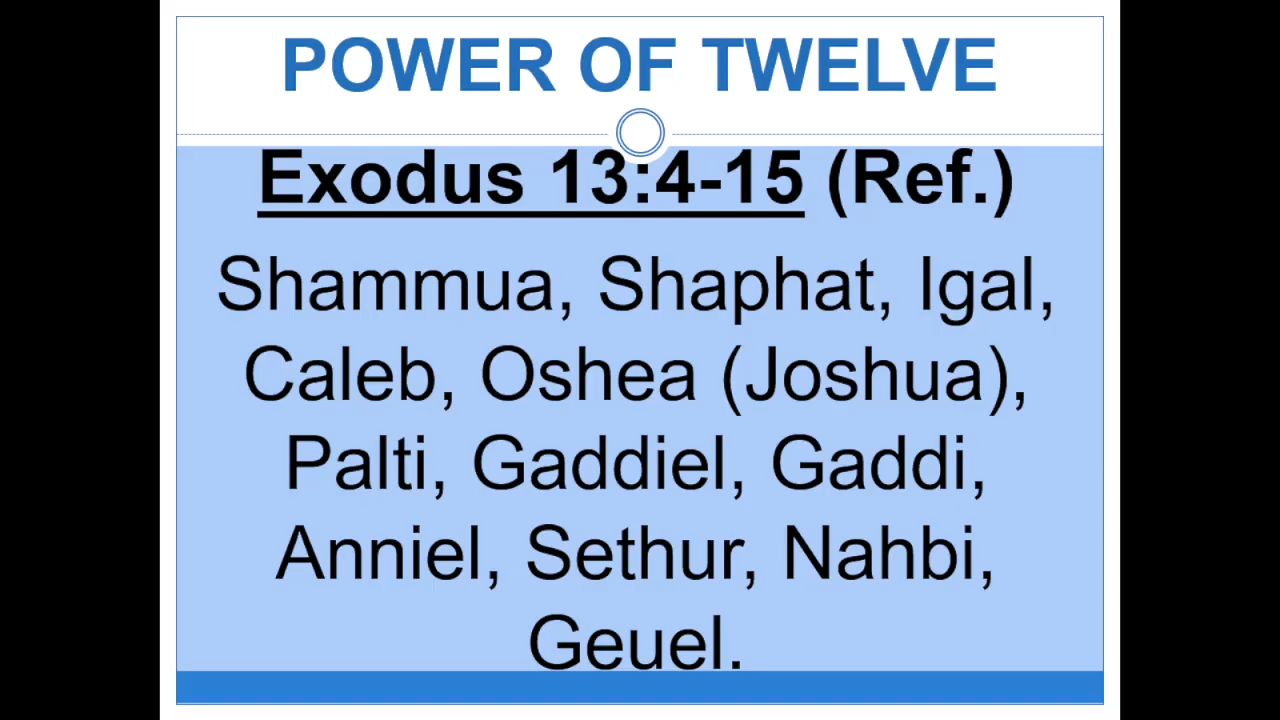 POWER OF TWELVE
Exodus 13:4-15 (Ref.)
Shammua, Shaphat, Igal,
Caleb, Oshea (Joshua),
Palti, Gaddiel, Gaddi,
Anniel, Sethur, Nahbi,
Geuel.